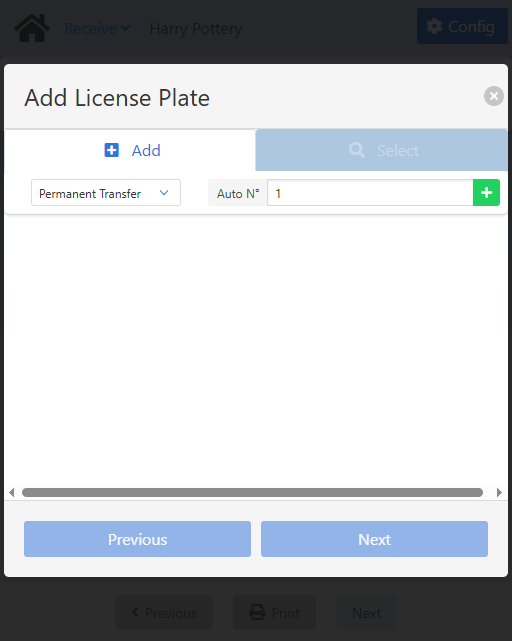 Receive Harry Pottery Config
Add License Plate
Add Select
Permanent Transfer Auto N° 1
Previous Next
Previous Print Next